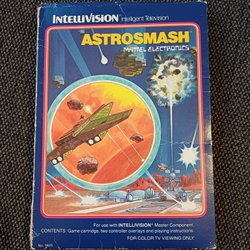 INTELLIVISION Intelligent Television
ASTROSMASH
MATTEL ELECTRONICS
For use with INTELLIVISION Master Component.
CONTENTS: Game cartridge, two controller overlays and playing instructions.
FOR COLOR TV VIEWING ONLY.